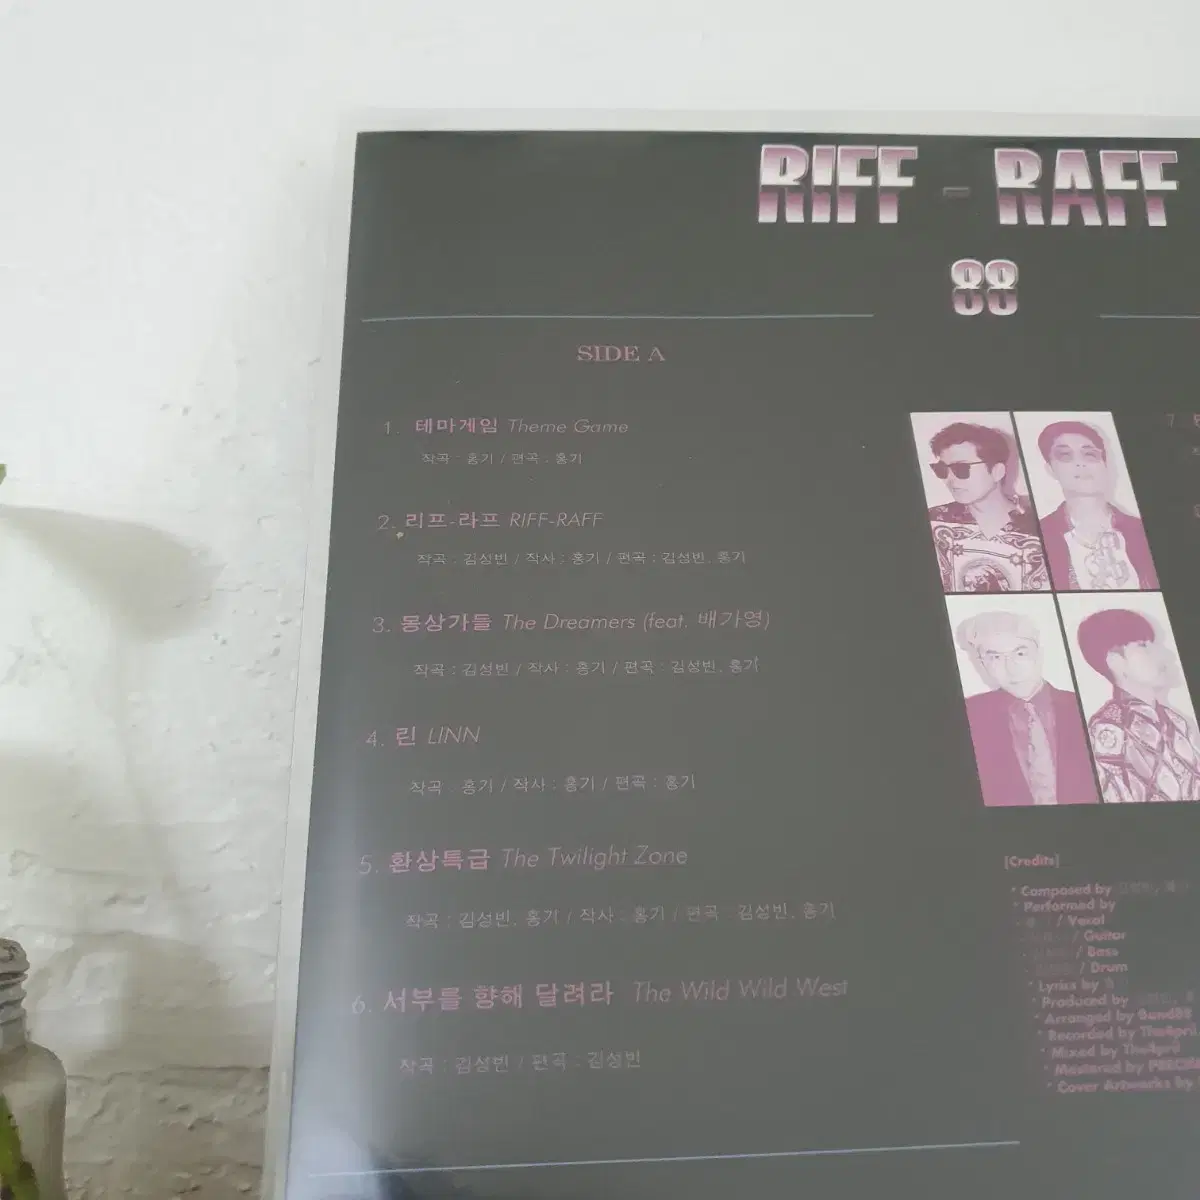 RIFF - RAFF
88
SIDE A
1. 테마게임 Theme Game
작곡 : 홍기 / 편곡 : 홍기
2. 리프-라프 RIFF-RAFF
작곡 : 김성빈 / 작사 : 홍기 / 편곡 : 김성빈, 홍기
3. 몽상가들 The Dreamers (feat. 배가영)
작곡 : 김성빈 / 작사 : 홍기 / 편곡 : 김성빈, 홍기
4. 린 LINN
작곡 : 홍기 / 작사 : 홍기 / 편곡 : 홍기
5. 환상특급 The Twilight Zone
작곡 : 김성빈, 홍기 / 작사 : 홍기 / 편곡 : 김성빈, 홍기
6. 서부를 향해 달려라 The Wild Wild West
작곡 : 김성빈 / 편곡 : 김성빈
7.
[Credits]
* Composed by
* Performed by
/ Vocal
/ Guitar
/ Bass
/ Drum
* Lyrics by
* Produced by
* Arranged by Band88
* Recorded by
* Mixed by
* Mastered by
* Cover Artworks by